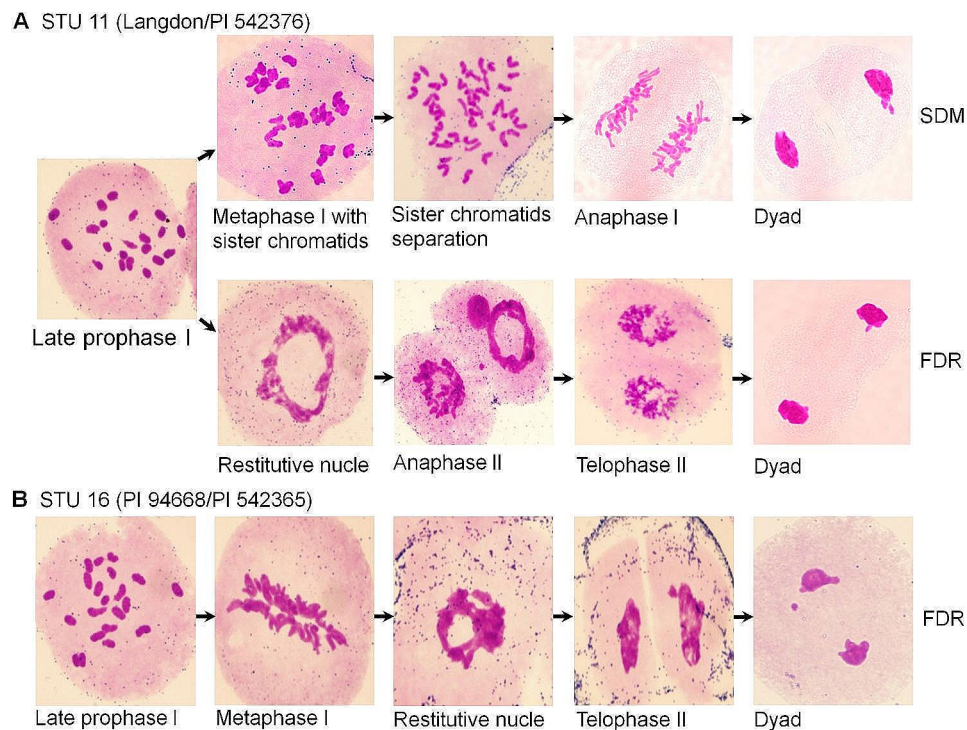 A STU 11 (Langdon/PI 542376)
SDM
Metaphase I with
sister chromatids
Sister chromatids
separation
Anaphase I
Dyad
Late prophase I
FDR
Restitutive nucle
Anaphase II
Telophase II
Dyad
B STU 16 (PI 94668/PI 542365)
FDR
Late prophase I
Metaphase I
Restitutive nucle
Telophase II
Dyad